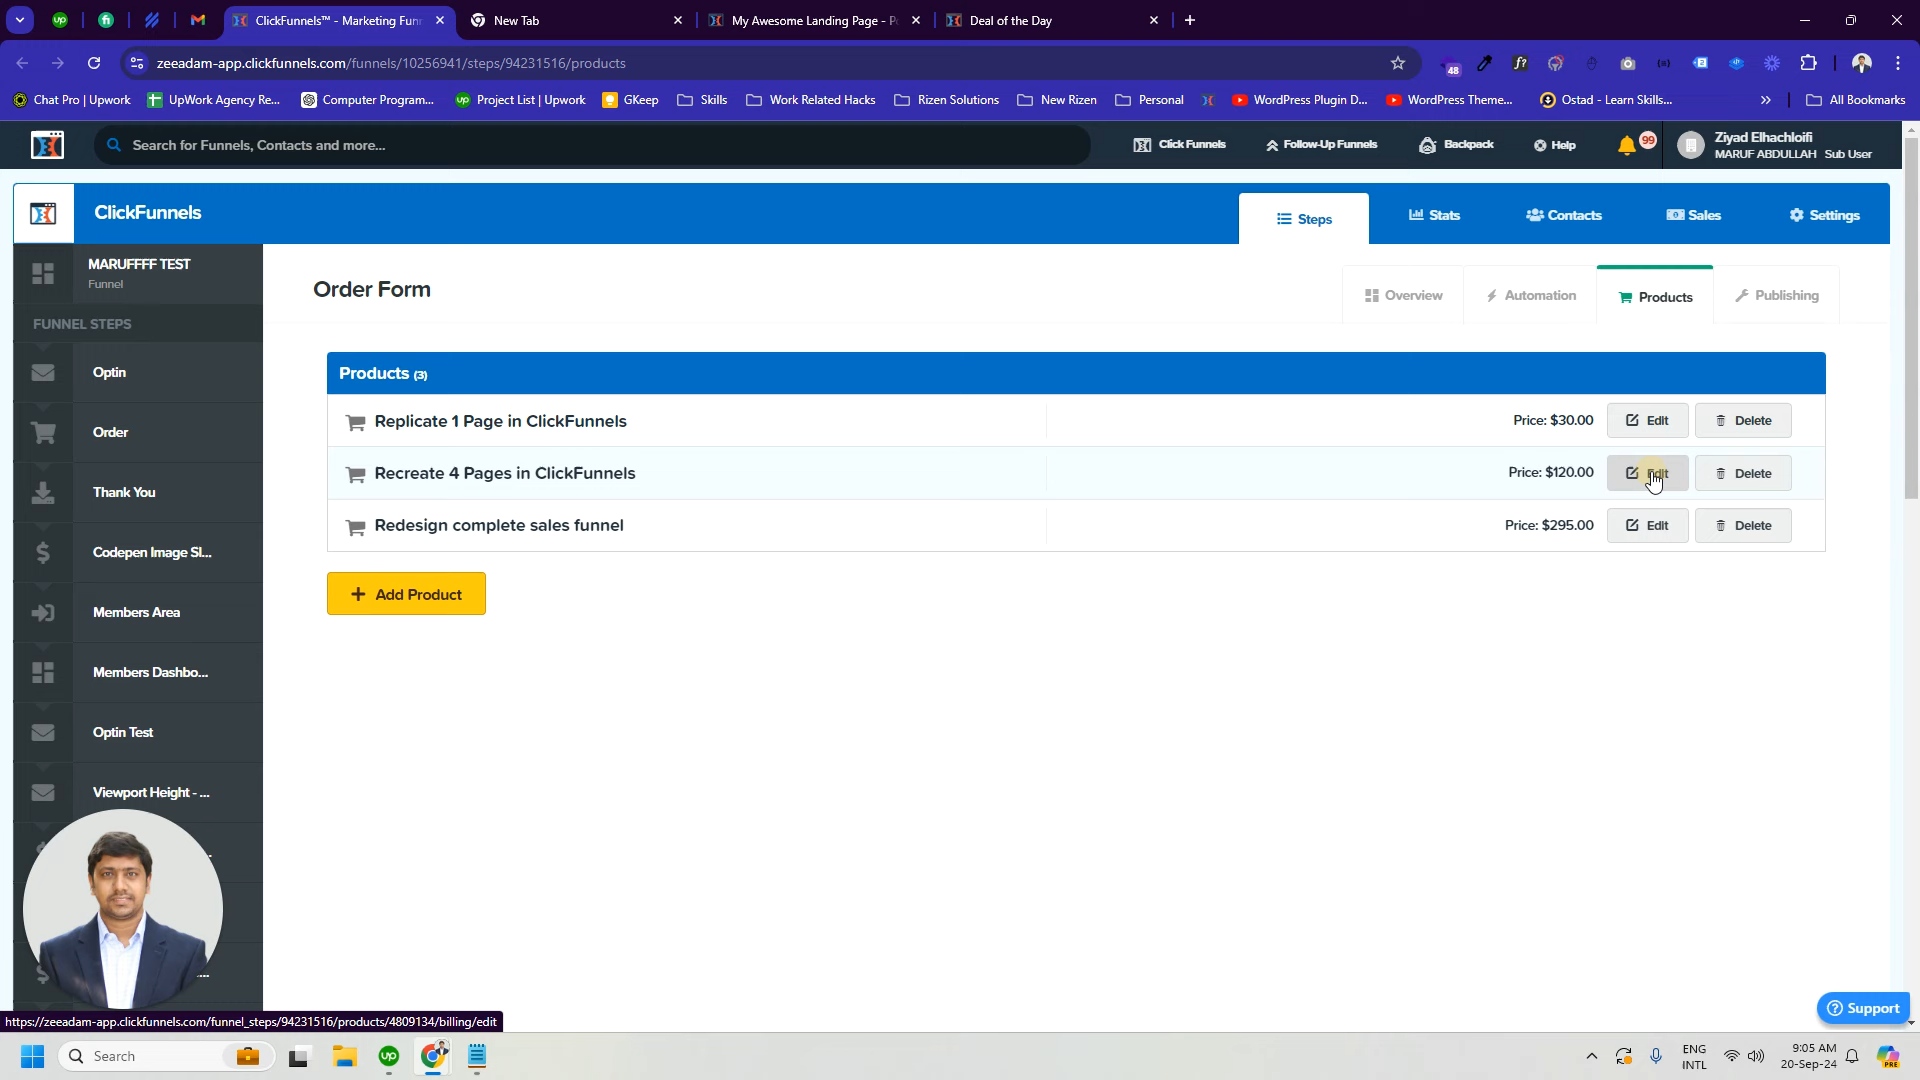 ClickFunnels™ - Marketing Funn
New Tab
My Awesome Landing Page - Po
Deal of the Day
zeeadam-app.clickfunnels.com/funnels/10256941/steps/94231516/products
48
f?
Chat Pro | Upwork
UpWork Agency Re...
Computer Program...
Project List | Upwork
GKeep
Skills
Work Related Hacks
Rizen Solutions
New Rizen
Personal
WordPress Plugin D...
WordPress Theme...
Ostad - Learn Skills...
»
All Bookmarks
Search for Funnels, Contacts and more...
Click Funnels
Follow-Up Funnels
Backpack
Help
99
Ziyad Elhachloifi
MARUF ABDULLAH Sub User
ClickFunnels
Steps
Stats
Contacts
Sales
Settings
MARUFFFF TEST
Funnel
FUNNEL STEPS
Optin
Order
Thank You
Codepen Image Sl...
Members Area
Members Dashbo...
Optin Test
Viewport Height - ...
Order Form
Overview
Automation
Products
Publishing
Products (3)
Replicate 1 Page in ClickFunnels
Price: $30.00
Edit
Delete
Recreate 4 Pages in ClickFunnels
Price: $120.00
Edit
Delete
Redesign complete sales funnel
Price: $295.00
Edit
Delete
+ Add Product
Support
https://zeeadam-app.clickfunnels.com/funnel_steps/94231516/products/4809134/billing/edit
Search
up
PRE
ENG
INTL
9:05 AM
20-Sep-24